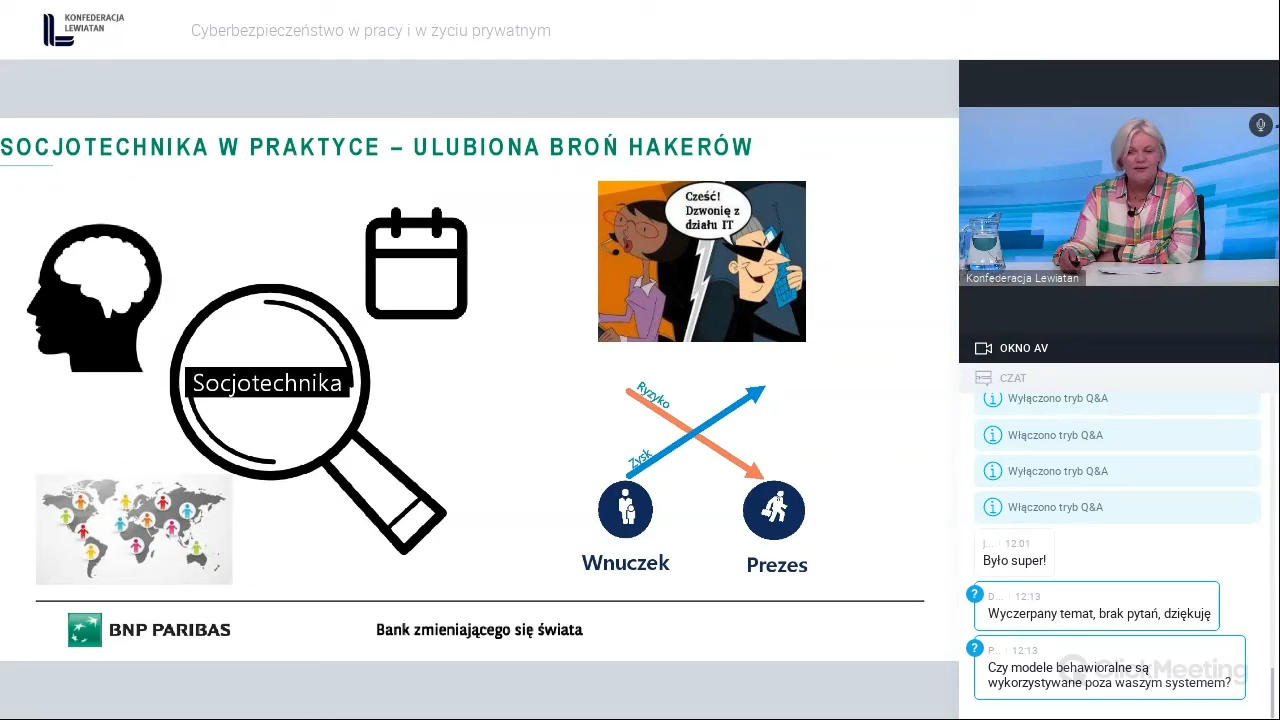 KONFEDERACJA
LEWIATAN
Cyberbezpieczeństwo w pracy i w życiu prywatnym
SOCJOTECHNIKA W PRAKTYCE – ULUBIONA BROŃ HAKERÓW
Cześć!
Dzwonię z
działu IT
Socjotechnika
Ryzyko
Zysk
Wnuczek
Prezes
BNP PARIBAS
Bank zmieniającego się świata
Konfederacja Lewiatan
OKNO AV
CZAT
Wyłączono tryb Q&A
Włączono tryb Q&A
Wyłączono tryb Q&A
Włączono tryb Q&A
J... 12:01
Było super!
? D... 12:13
Wyczerpany temat, brak pytań, dziękuję
? P... 12:13
Czy modele behawioralne są
wykorzystywane poza waszym systemem?
ClickMeeting